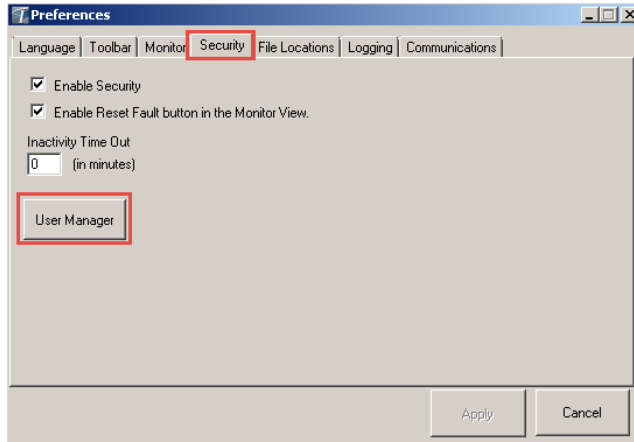 Preferences
Language Toolbar Monitor Security File Locations Logging Communications
Enable Security
Enable Reset Fault button in the Monitor View.
Inactivity Time Out
0 (in minutes)
User Manager
Apply Cancel